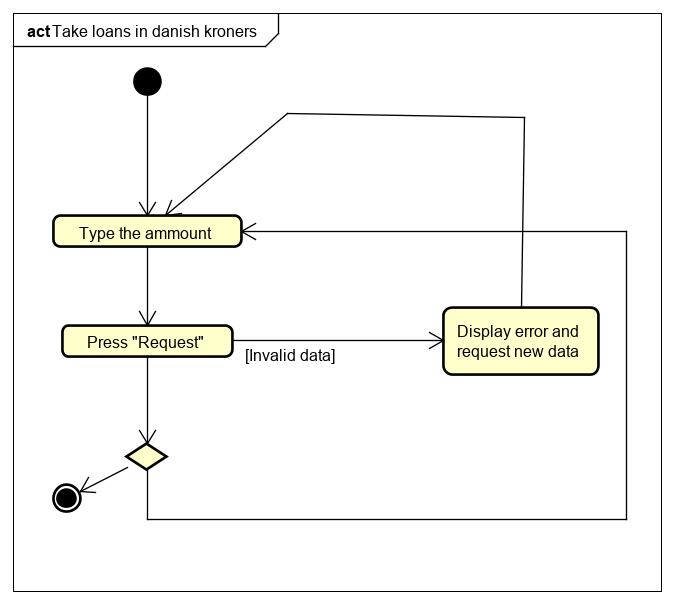 act Take loans in danish kroners
Type the ammount
Press "Request"
[Invalid data]
Display error and
request new data